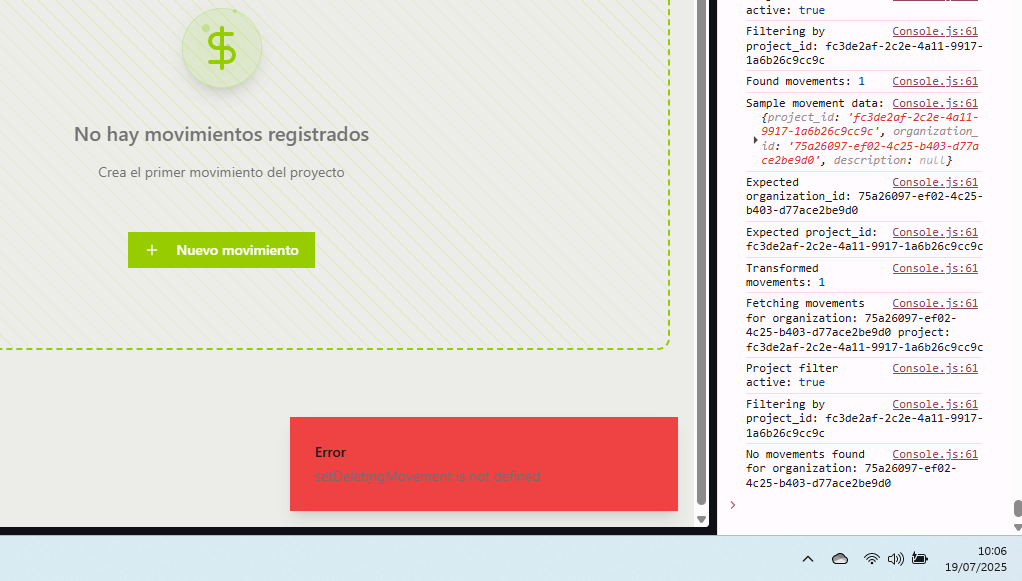 $
No hay movimientos registrados
Crea el primer movimiento del proyecto
+ Nuevo movimiento
Error
setDeletingMovement is not defined
active: true
Filtering by Console.js:61
project_id: fc3de2af-2c2e-4a11-9917-
1a6b26c9cc9c
Found movements: 1 Console.js:61
Sample movement data: Console.js:61
{project_id: 'fc3de2af-2c2e-4a11-
9917-1a6b26c9cc9c', organization_
id: '75a26097-ef02-4c25-b403-d77a
ce2be9d0', description: null}
Expected Console.js:61
organization_id: 75a26097-ef02-4c25-
b403-d77ace2be9d0
Expected project_id: Console.js:61
fc3de2af-2c2e-4a11-9917-1a6b26c9cc9c
Transformed Console.js:61
movements: 1
Fetching movements Console.js:61
for organization: 75a26097-ef02-
4c25-b403-d77ace2be9d0 project:
fc3de2af-2c2e-4a11-9917-1a6b26c9cc9c
Project filter Console.js:61
active: true
Filtering by Console.js:61
project_id: fc3de2af-2c2e-4a11-9917-
1a6b26c9cc9c
No movements found Console.js:61
for organization: 75a26097-ef02-
4c25-b403-d77ace2be9d0
10:06
19/07/2025